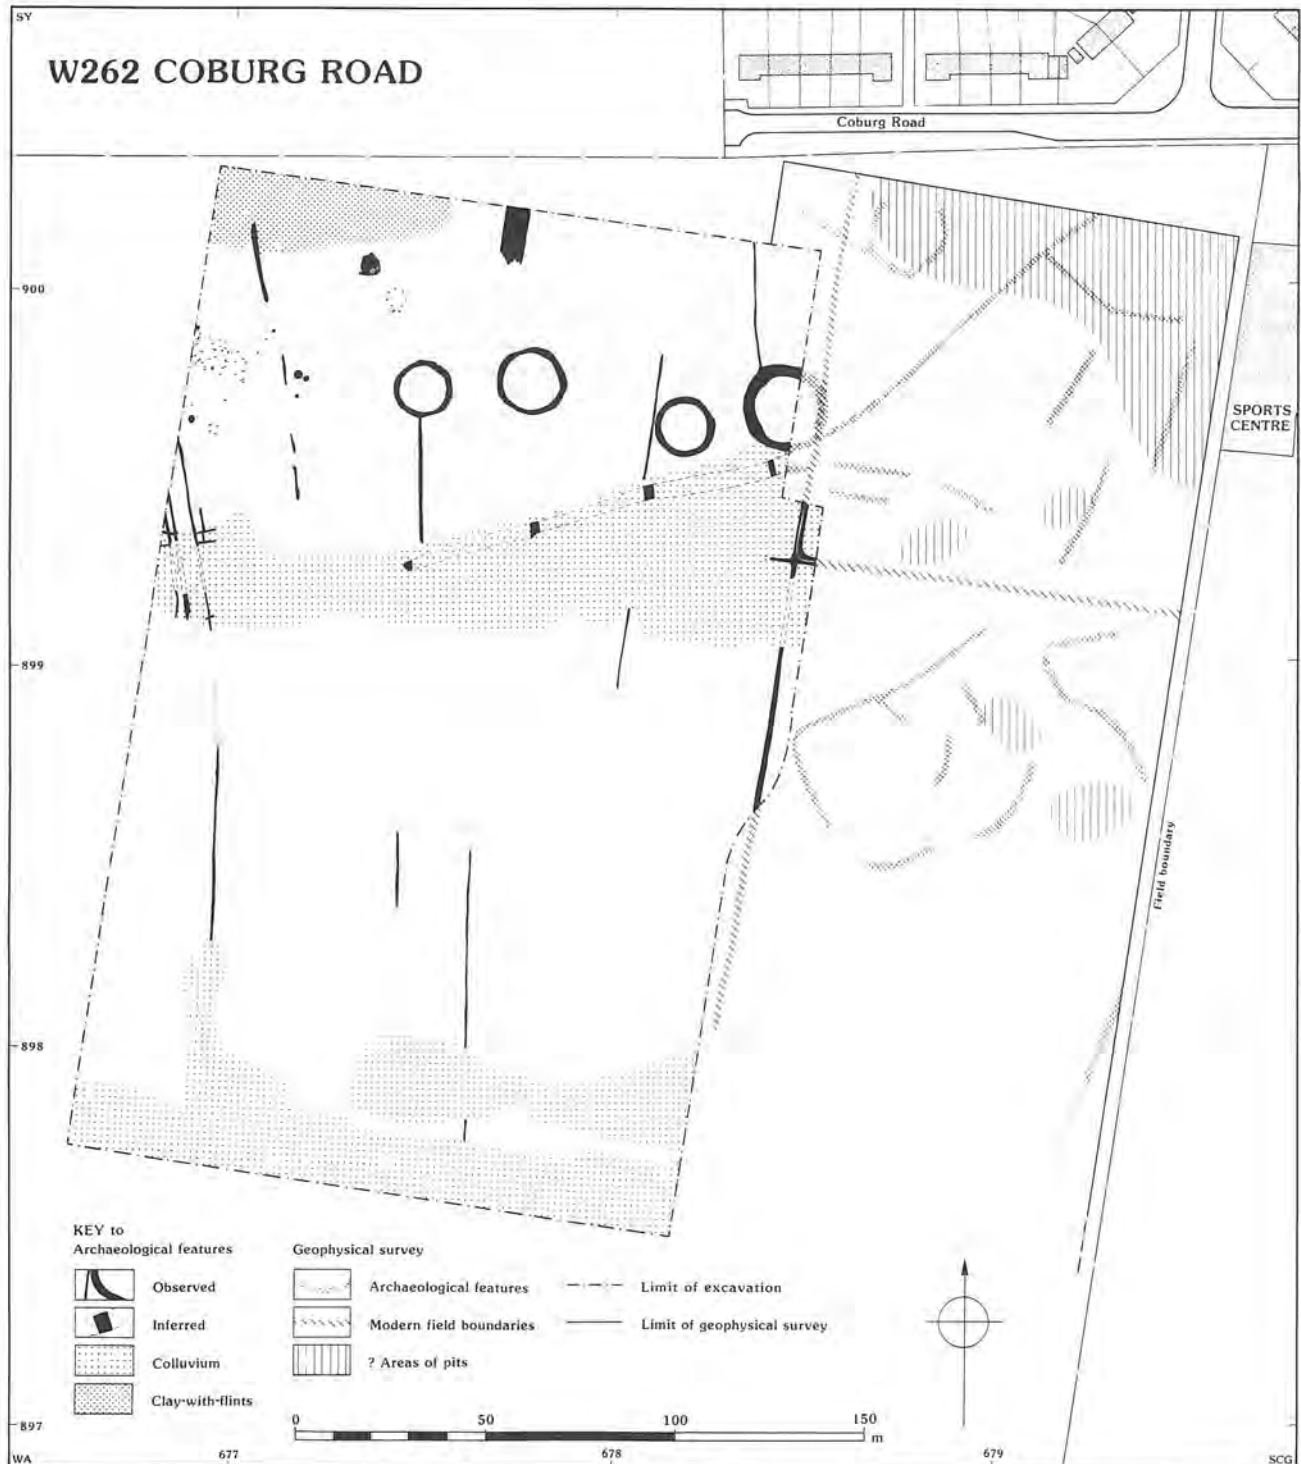 SY
W262 COBURG ROAD
Coburg Road
900
SPORTS
CENTRE
899
Field boundary
898
KEY to
Archaeological features
Observed
Inferred
Colluvium
Clay-with-flints
Geophysical survey
Archaeological features
Modern field boundaries
? Areas of pits
Limit of excavation
Limit of geophysical survey
0 50 100 150
m
897
WA
677 678 679
SCG